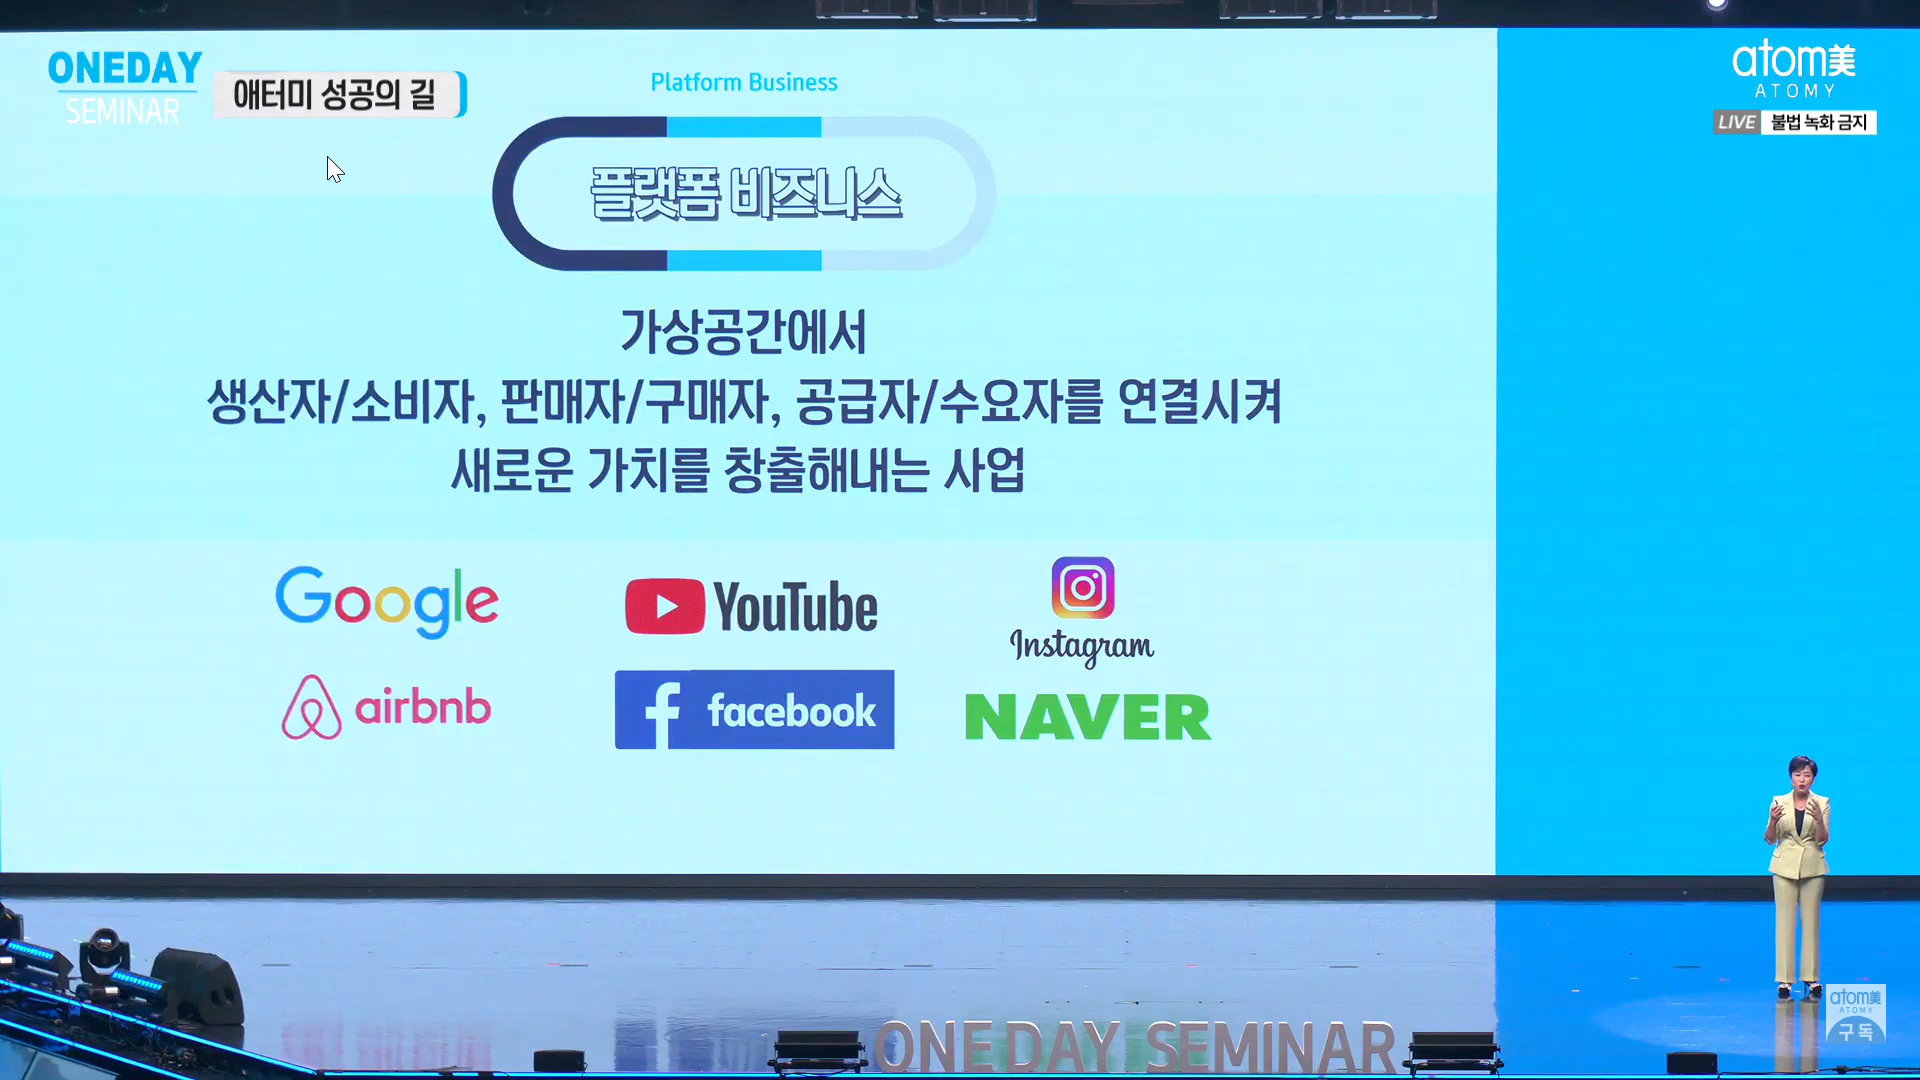 ONEDAY
SEMINAR
애터미 성공의 길
Platform Business
atom美
ATOMY
LIVE 불법 녹화 금지
플랫폼 비즈니스
가상공간에서
생산자/소비자, 판매자/구매자, 공급자/수요자를 연결시켜
새로운 가치를 창출해내는 사업
Google
YouTube
Instagram
airbnb
facebook
NAVER
atom美
ATOMY
구독
ONE DAY SEMINAR